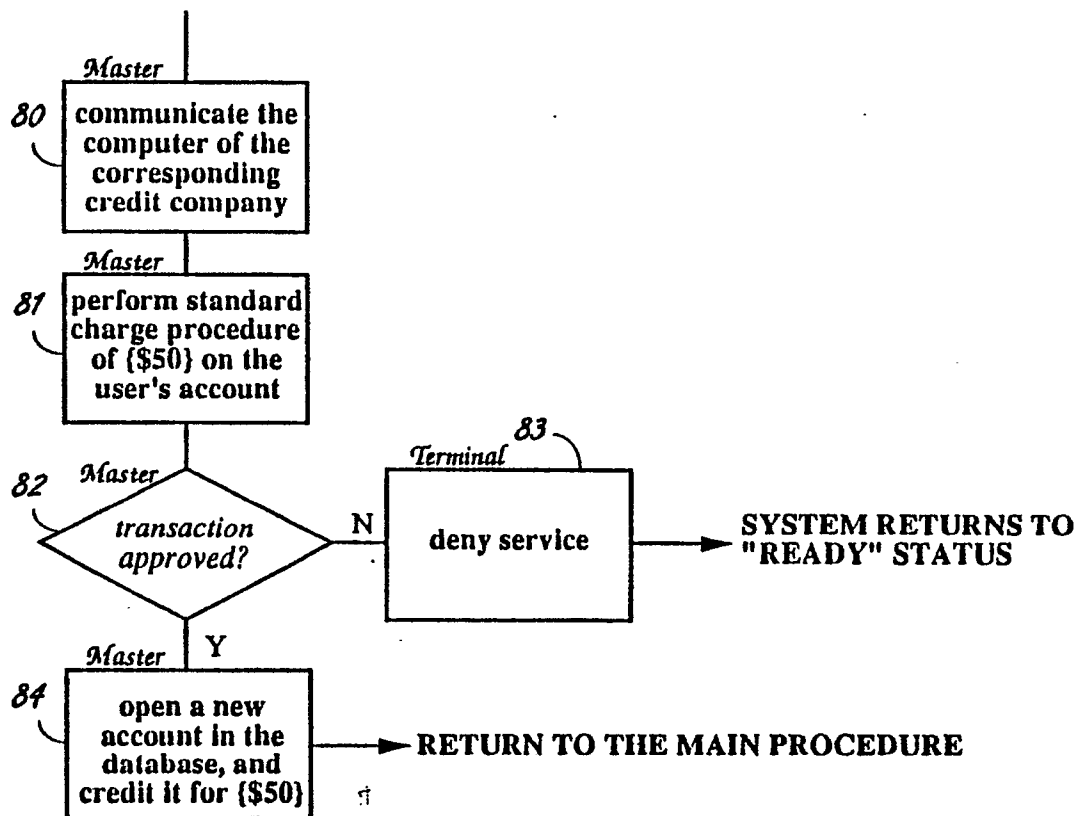 Master
80
communicate the
computer of the
corresponding
credit company
Master
81
perform standard
charge procedure
of {$50} on the
user's account
Master
82
transaction
approved?
N
Terminal
83
deny service
SYSTEM RETURNS TO
"READY" STATUS
Y
Master
84
open a new
account in the
database, and
credit it for {$50}
RETURN TO THE MAIN PROCEDURE